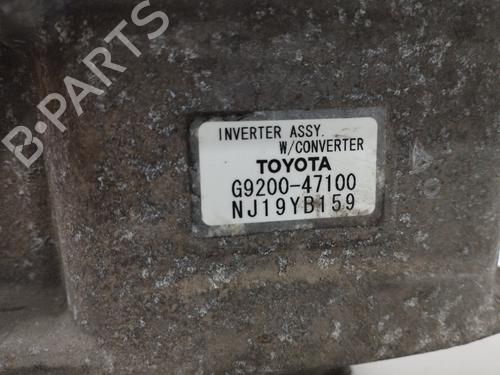 B-PARTS
INVERTER ASSY.
W/CONVERTER
TOYOTA
G9200-47100
NJ19YB159